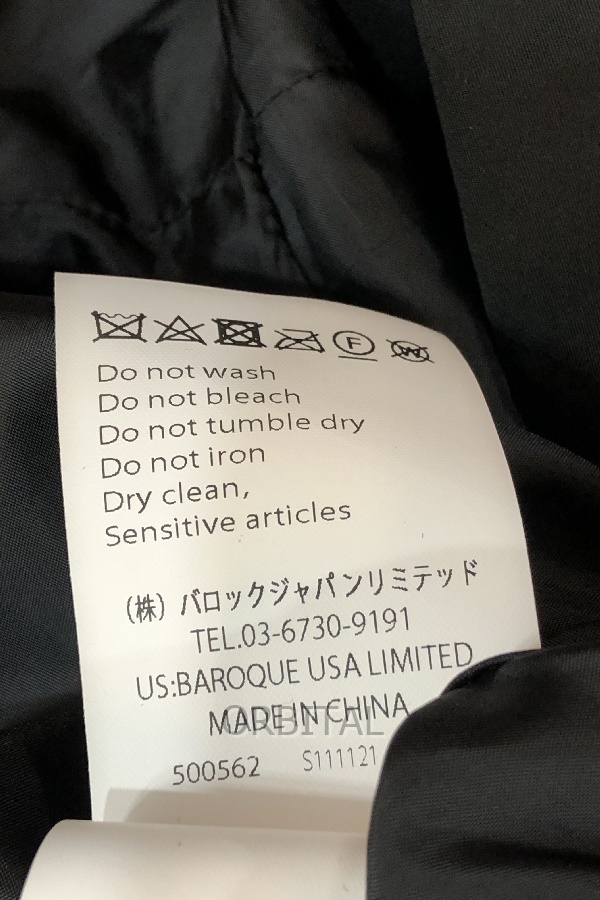 F W
Do not wash
Do not bleach
Do not tumble dry
Do not iron
Dry clean,
Sensitive articles
(株) バロックジャパンリミテッド
TEL.03-6730-9191
US:BAROQUE USA LIMITED
MADE IN CHINA
ORBITAL
500562 S111121